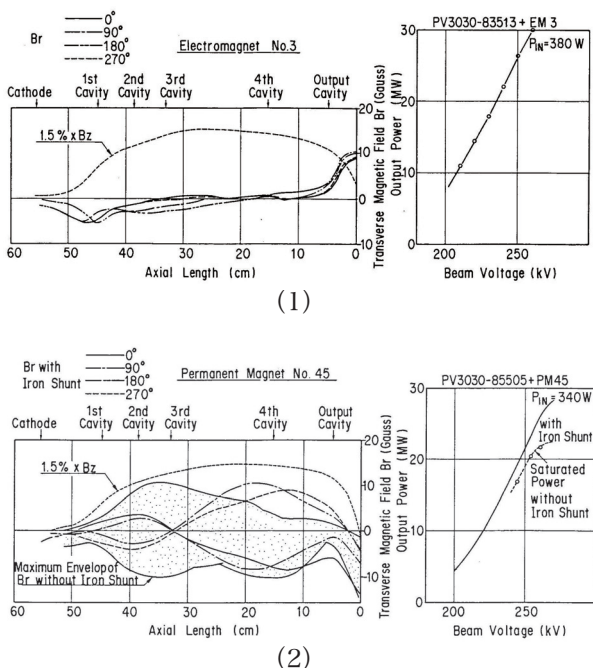 Br
0°
90°
180°
270°
Electromagnet No.3
Cathode
1st Cavity
2nd Cavity
3rd Cavity
4th Cavity
Output Cavity
1.5% x Bz
20
10
0
10
Transverse Magnetic Field Br (Gauss)
60 50 40 30 20 10 0
Axial Length (cm)
PV3030-83513 + EM 3
PIN=380 W
Output Power (MW)
30
20
10
0
200 250
Beam Voltage (kV)
(1)
Br with Iron Shunt
0°
90°
180°
270°
Permanent Magnet No. 45
Cathode
1st Cavity
2nd Cavity
3rd Cavity
4th Cavity
Output Cavity
1.5% x Bz
Maximum Envelop of Br without Iron Shunt
20
10
0
10
Transverse Magnetic Field Br (Gauss)
60 50 40 30 20 10 0
Axial Length (cm)
PV3030-85505+PM45
PIN = 340W
with Iron Shunt
Saturated Power
without Iron Shunt
Output Power (MW)
30
20
10
0
200 250
Beam Voltage (kV)
(2)